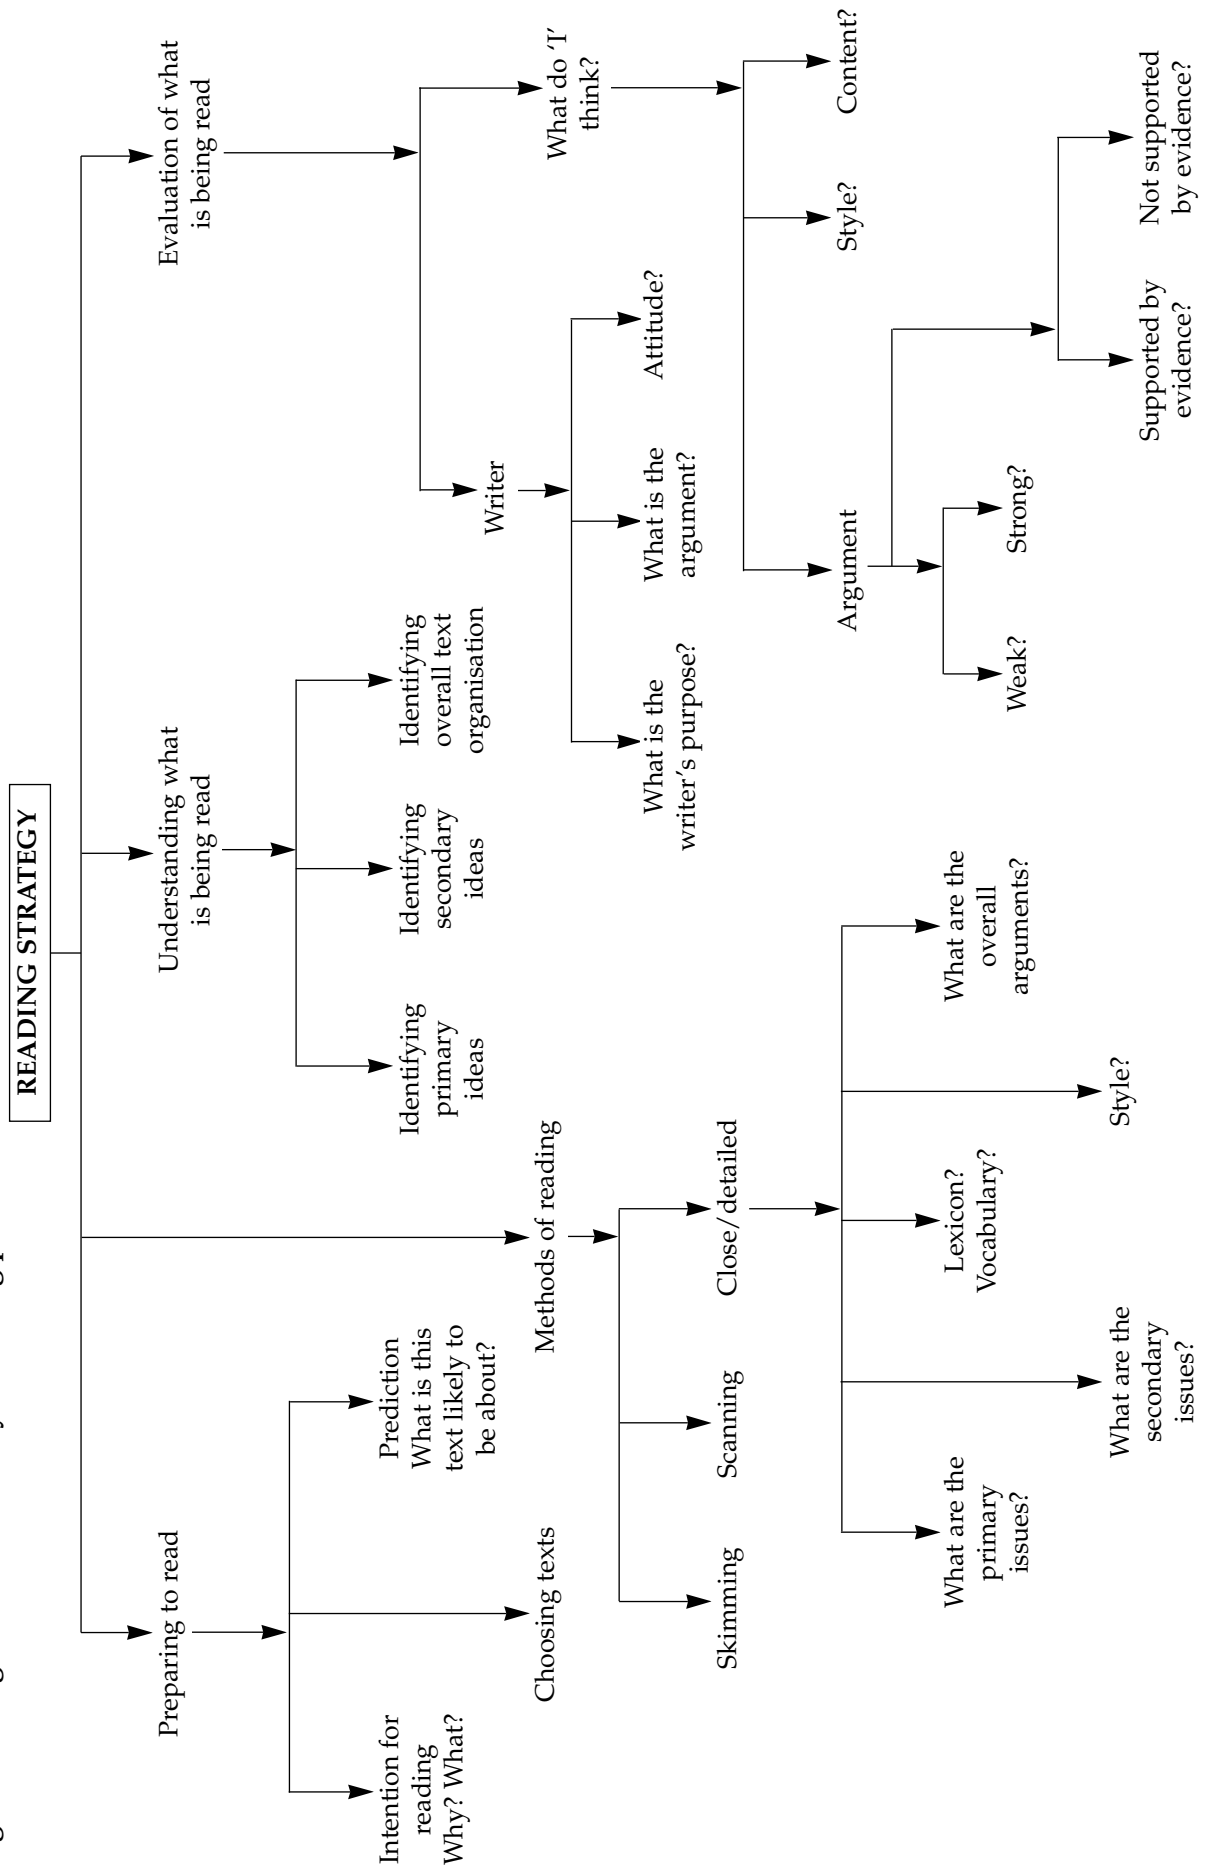 READING STRATEGY
Preparing to read
Intention for
reading
Why? What?
Choosing texts
Prediction
What is this
text likely to
be about?
Methods of reading
Skimming
Scanning
Close/detailed
What are the
primary
issues?
What are the
secondary
issues?
Lexicon?
Vocabulary?
Style?
What are the
overall
arguments?
Understanding what
is being read
Identifying
primary
ideas
Identifying
secondary
ideas
Identifying
overall text
organisation
Evaluation of what
is being read
Writer
What is the
writer's purpose?
What is the
argument?
Attitude?
What do 'I'
think?
Argument
Weak?
Strong?
Supported by
evidence?
Not supported
by evidence?
Style?
Content?